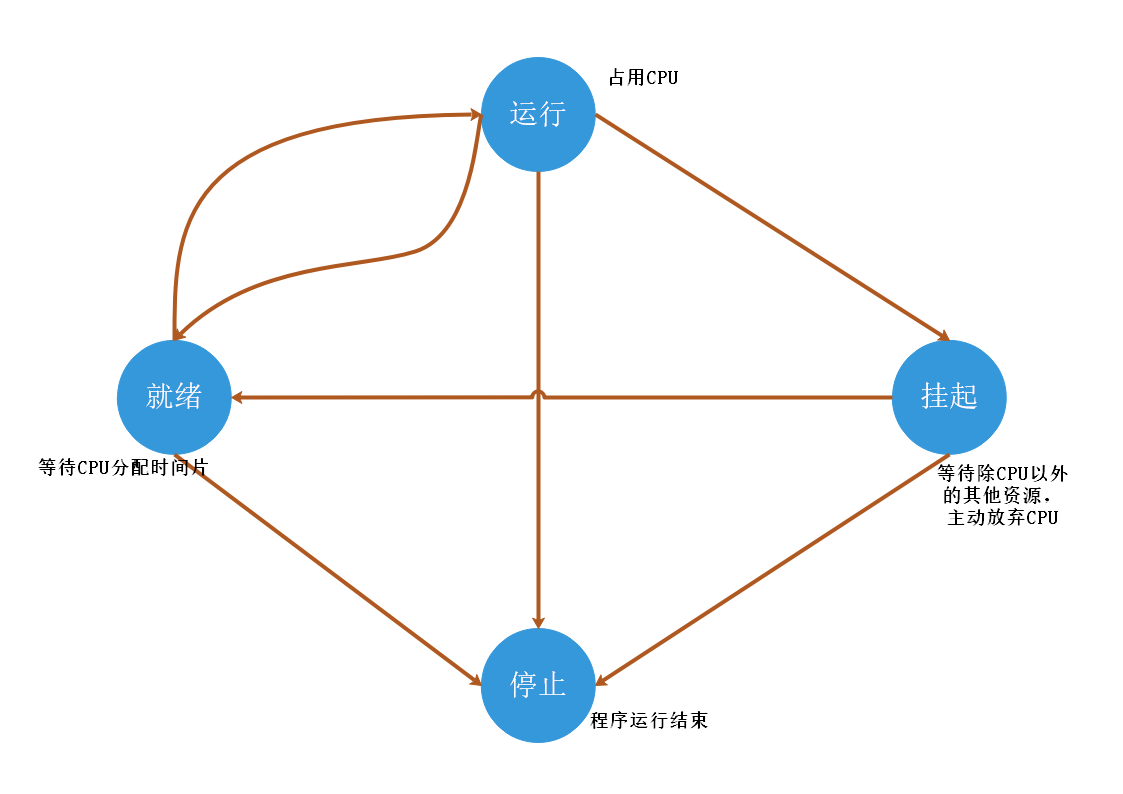 占用CPU
运行
就绪
挂起
等待CPU分配时间片
等待除CPU以外
的其他资源.
主动放弃CPU
停止
程序运行结束